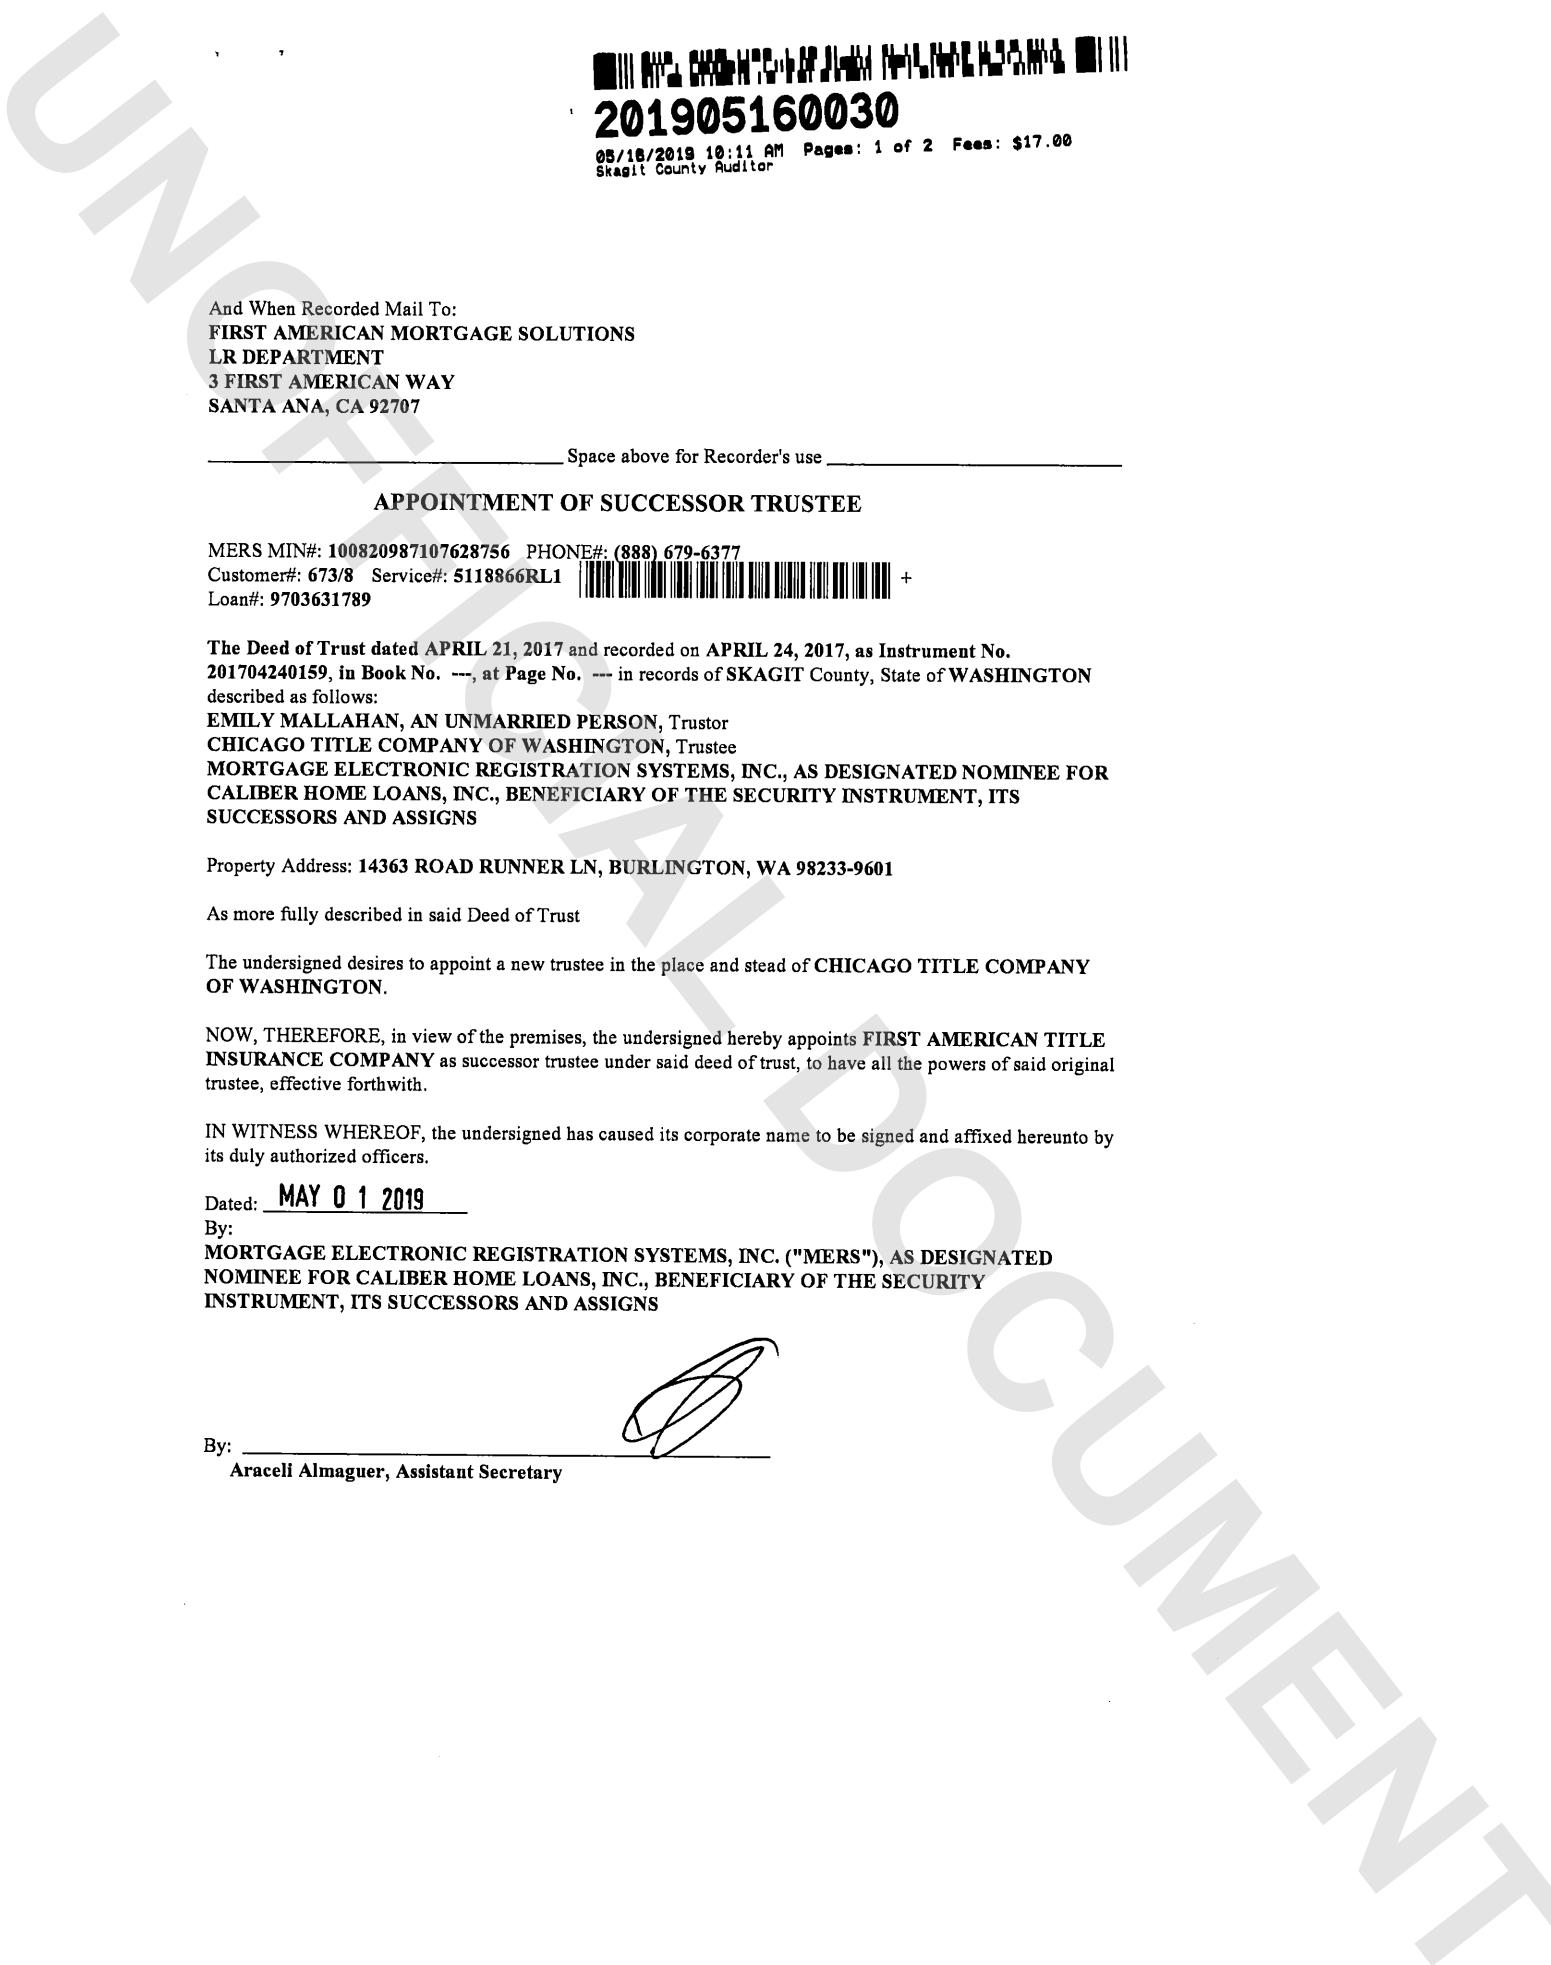 201905160030
05/16/2019 10:11 AM Pages: 1 of 2 Fees: $17.00
Skagit County Auditor
And When Recorded Mail To:
FIRST AMERICAN MORTGAGE SOLUTIONS
LR DEPARTMENT
3 FIRST AMERICAN WAY
SANTA ANA, CA 92707
Space above for Recorder's use
APPOINTMENT OF SUCCESSOR TRUSTEE
MERS MIN#: 100820987107628756 PHONE#: (888) 679-6377
Customer#: 673/8 Service#: 5118866RL1 +
Loan#: 9703631789
The Deed of Trust dated APRIL 21, 2017 and recorded on APRIL 24, 2017, as Instrument No.
201704240159, in Book No. ---, at Page No. --- in records of SKAGIT County, State of WASHINGTON
described as follows:
EMILY MALLAHAN, AN UNMARRIED PERSON, Trustor
CHICAGO TITLE COMPANY OF WASHINGTON, Trustee
MORTGAGE ELECTRONIC REGISTRATION SYSTEMS, INC., AS DESIGNATED NOMINEE FOR
CALIBER HOME LOANS, INC., BENEFICIARY OF THE SECURITY INSTRUMENT, ITS
SUCCESSORS AND ASSIGNS
Property Address: 14363 ROAD RUNNER LN, BURLINGTON, WA 98233-9601
As more fully described in said Deed of Trust
The undersigned desires to appoint a new trustee in the place and stead of CHICAGO TITLE COMPANY
OF WASHINGTON.
NOW, THEREFORE, in view of the premises, the undersigned hereby appoints FIRST AMERICAN TITLE
INSURANCE COMPANY as successor trustee under said deed of trust, to have all the powers of said original
trustee, effective forthwith.
IN WITNESS WHEREOF, the undersigned has caused its corporate name to be signed and affixed hereunto by
its duly authorized officers.
Dated: MAY 01 2019
By:
MORTGAGE ELECTRONIC REGISTRATION SYSTEMS, INC. ("MERS"), AS DESIGNATED
NOMINEE FOR CALIBER HOME LOANS, INC., BENEFICIARY OF THE SECURITY
INSTRUMENT, ITS SUCCESSORS AND ASSIGNS
By:
Araceli Almaguer, Assistant Secretary
UNOFFICIAL DOCUMENT